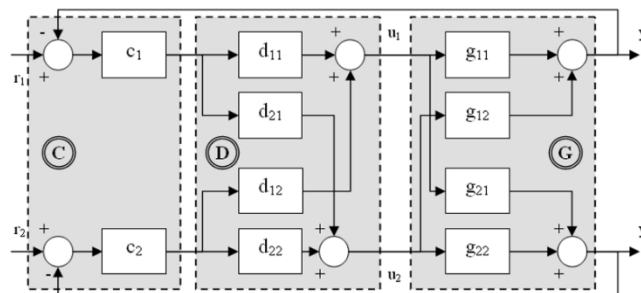 -
r₁
+
c₁
d₁₁
+
+
u₁
g₁₁
+
+
y
d₂₁
g₁₂
C
D
G
d₁₂
g₂₁
r₂
+
-
c₂
d₂₂
+
+
u₂
g₂₂
+
+
y